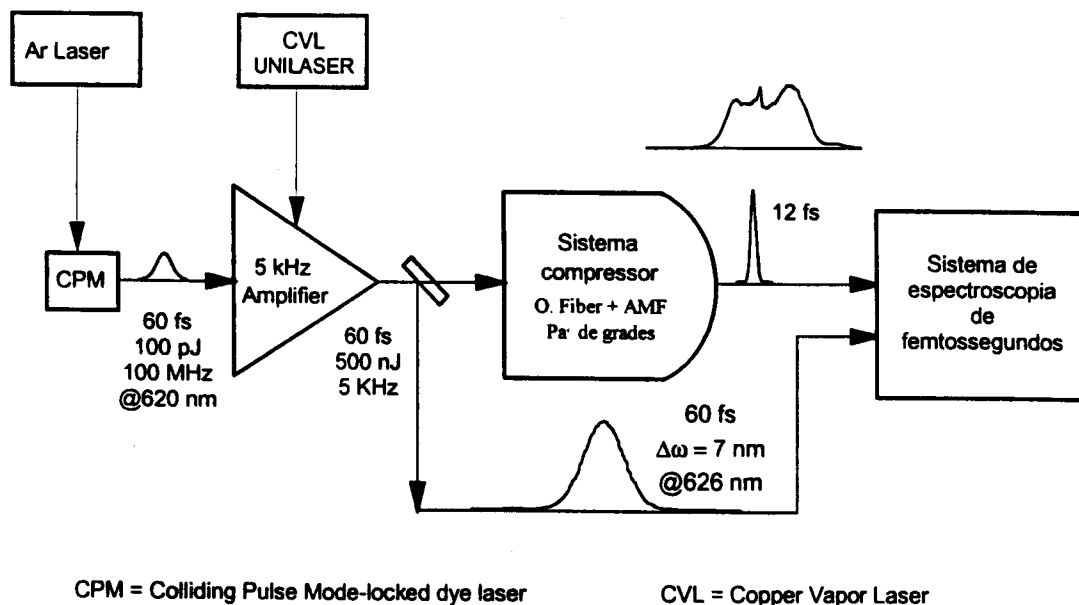 Ar Laser
CVL
UNILASER
CPM
60 fs
100 pJ
100 MHz
@620 nm
5 kHz
Amplifier
60 fs
500 nJ
5 KHz
Sistema
compressor
O. Fiber + AMF
de grades
12 fs
Sistema de
espectroscopia
de
femtossegundos
60 fs
Δω = 7 nm
@626 nm
CPM = Colliding Pulse Mode-locked dye laser
CVL = Copper Vapor Laser